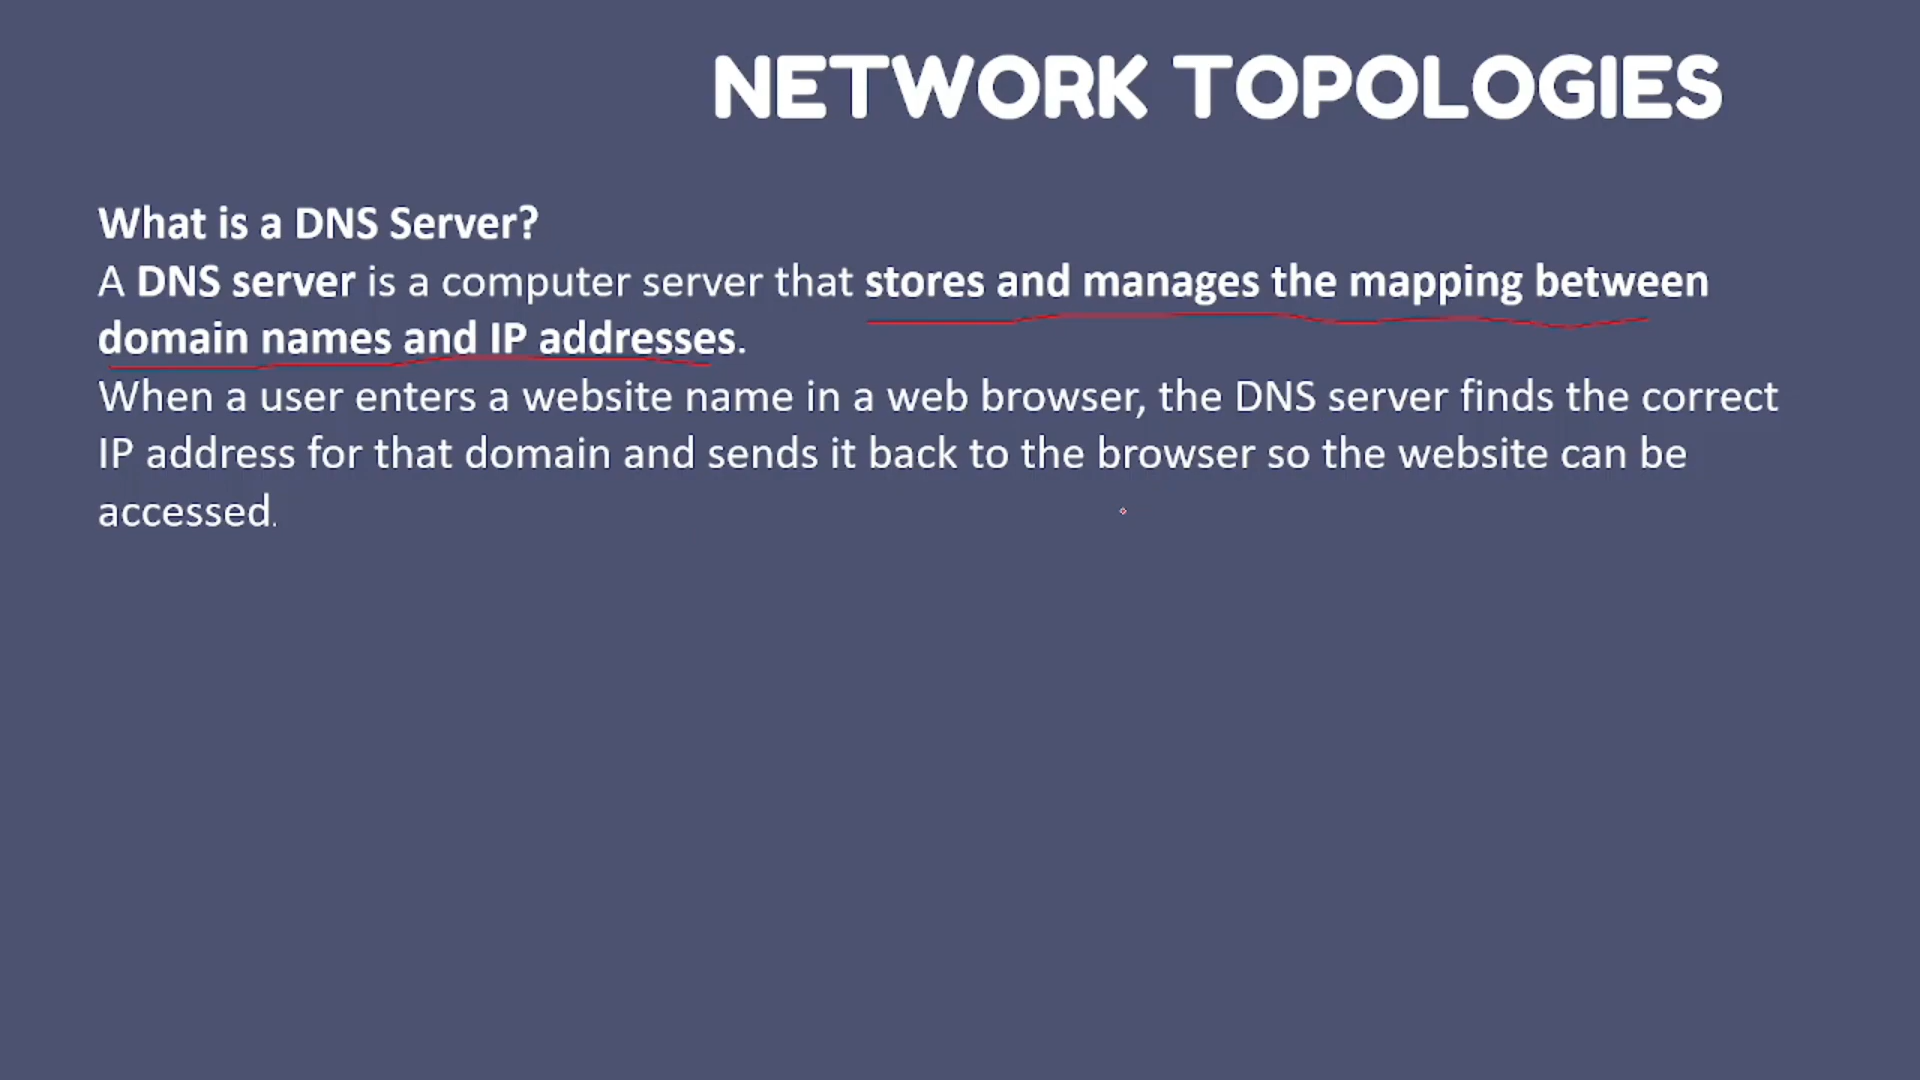 NETWORK TOPOLOGIES
What is a DNS Server?
A DNS server is a computer server that stores and manages the mapping between
domain names and IP addresses.
When a user enters a website name in a web browser, the DNS server finds the correct
IP address for that domain and sends it back to the browser so the website can be
accessed.